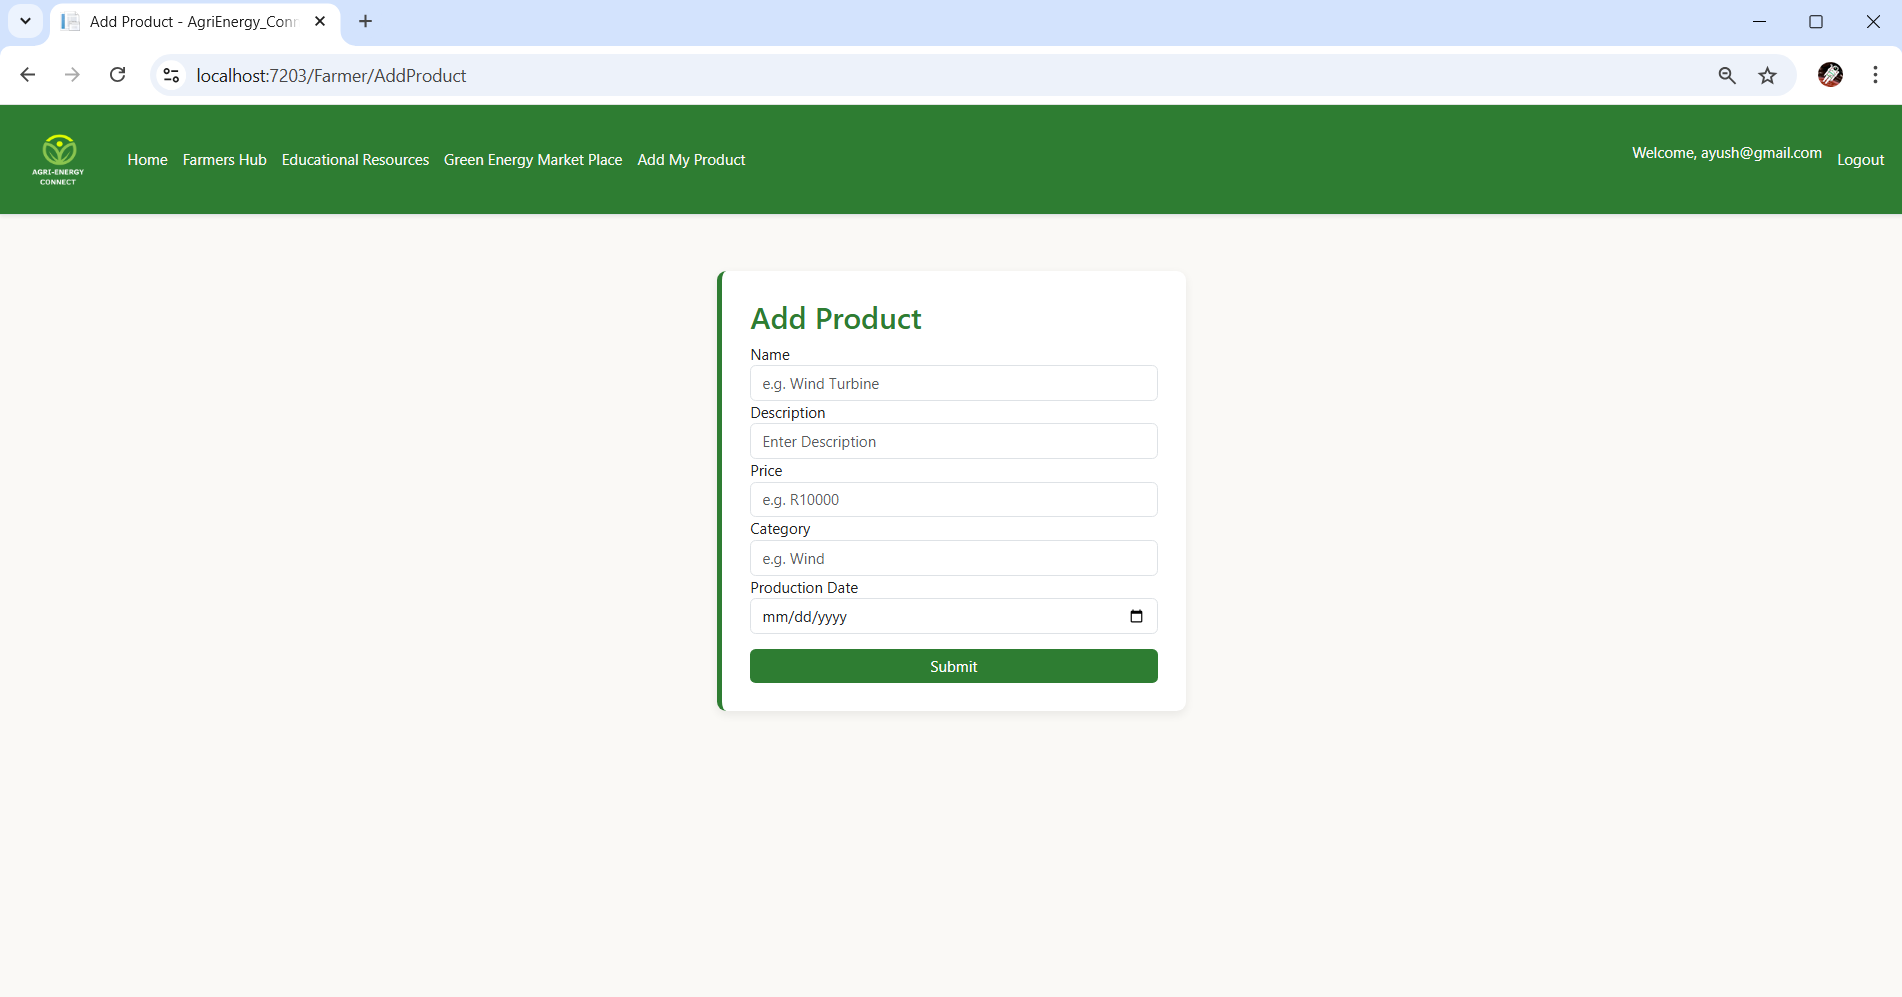 Add Product - AgriEnergy_Conn
localhost:7203/Farmer/AddProduct
AGRI-ENERGY
CONNECT
Home Farmers Hub Educational Resources Green Energy Market Place Add My Product
Welcome, ayush@gmail.com Logout
Add Product
Name
e.g. Wind Turbine
Description
Enter Description
Price
e.g. R10000
Category
e.g. Wind
Production Date
mm/dd/yyyy
Submit